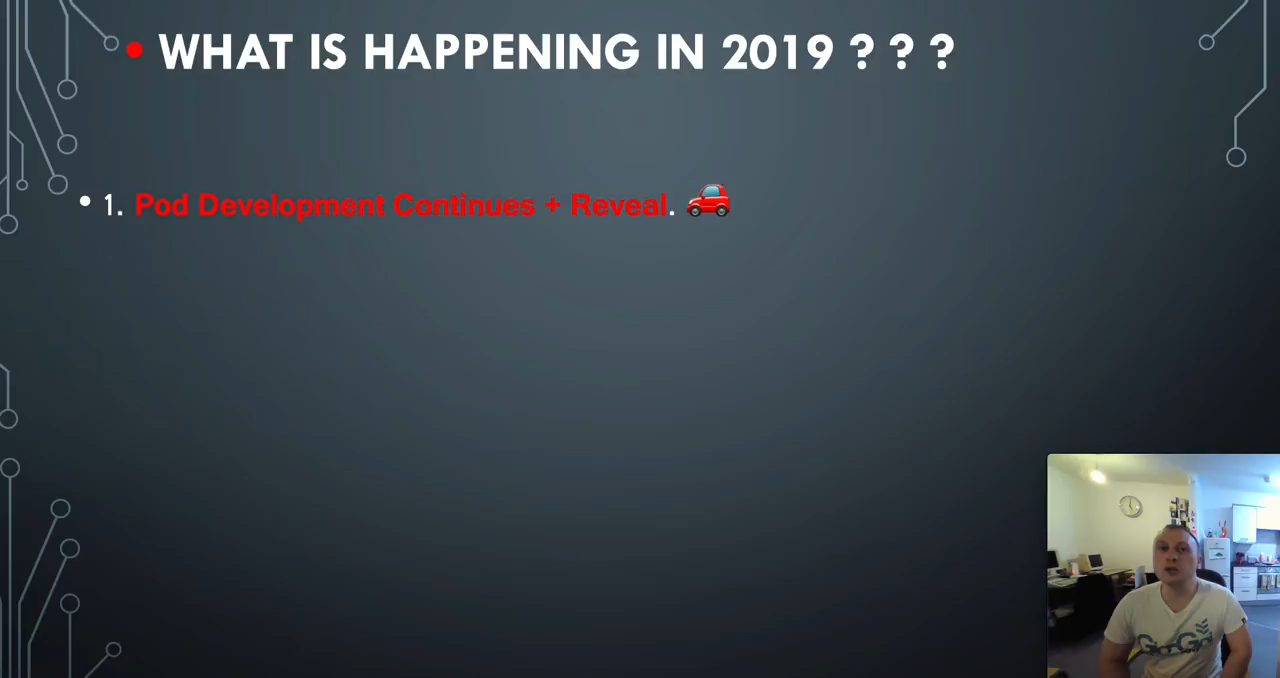 • WHAT IS HAPPENING IN 2019 ? ? ?
• 1. Pod Development Continues + Reveal. 🚗